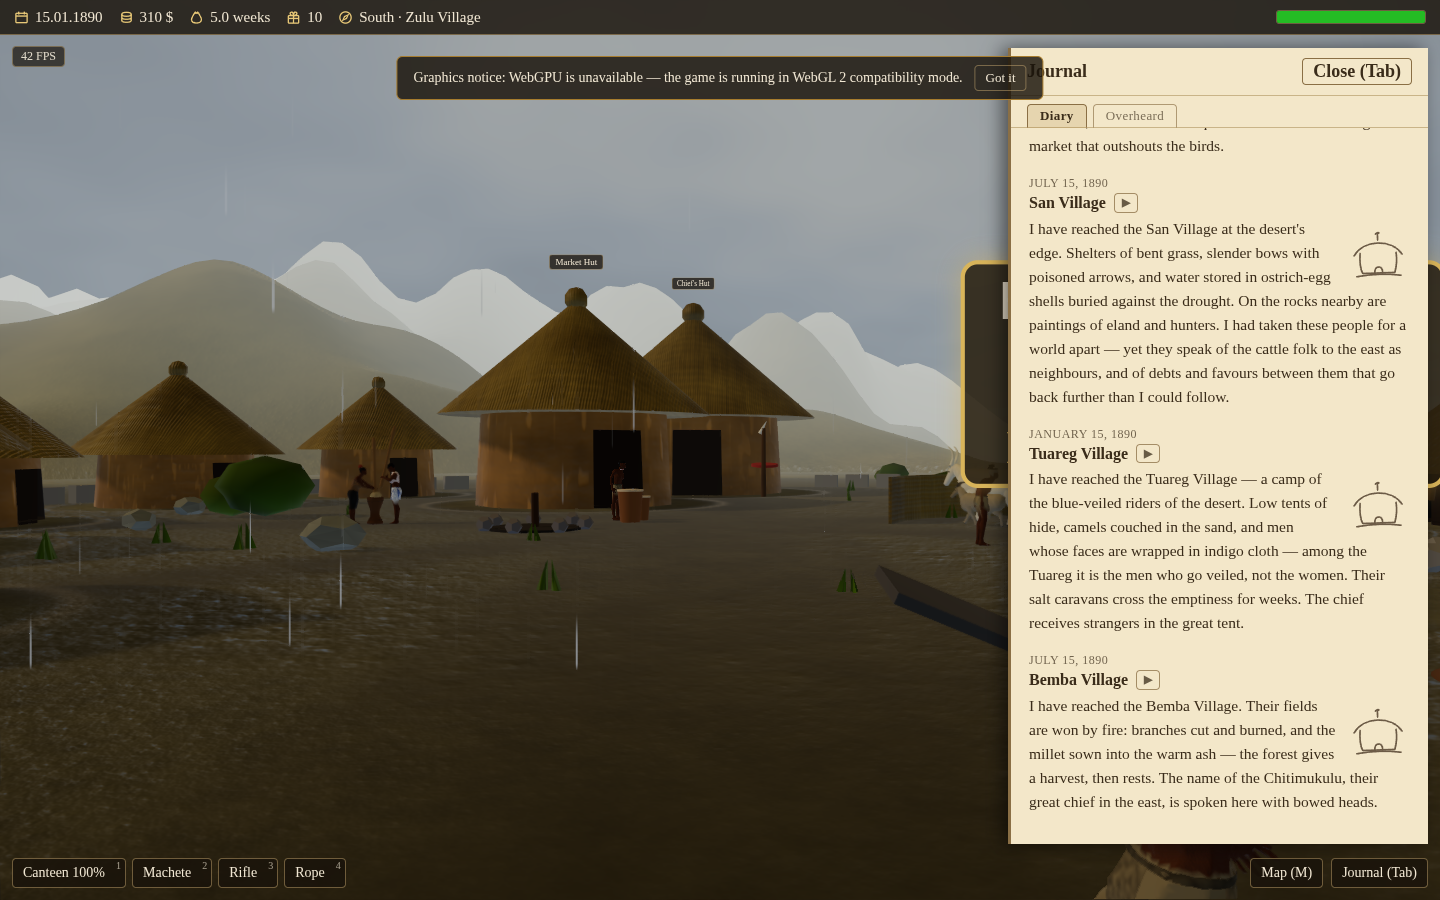 15.01.1890
310 $
5.0 weeks
10
South · Zulu Village
42 FPS
Graphics notice: WebGPU is unavailable — the game is running in WebGL 2 compatibility mode.
Got it
Journal
Close (Tab)
Diary
Overheard
market that outshouts the birds.
JULY 15, 1890
San Village
I have reached the San Village at the desert's
edge. Shelters of bent grass, slender bows with
poisoned arrows, and water stored in ostrich-egg
shells buried against the drought. On the rocks nearby are
paintings of eland and hunters. I had taken these people for a
world apart — yet they speak of the cattle folk to the east as
neighbours, and of debts and favours between them that go
back further than I could follow.
JANUARY 15, 1890
Tuareg Village
I have reached the Tuareg Village — a camp of
the blue-veiled riders of the desert. Low tents of
hide, camels couched in the sand, and men
whose faces are wrapped in indigo cloth — among the
Tuareg it is the men who go veiled, not the women. Their
salt caravans cross the emptiness for weeks. The chief
receives strangers in the great tent.
JULY 15, 1890
Bemba Village
I have reached the Bemba Village. Their fields
are won by fire: branches cut and burned, and the
millet sown into the warm ash — the forest gives
a harvest, then rests. The name of the Chitimukulu, their
great chief in the east, is spoken here with bowed heads.
Market Hut
Chief's Hut
Canteen 100% 1
Machete 2
Rifle 3
Rope 4
Map (M)
Journal (Tab)